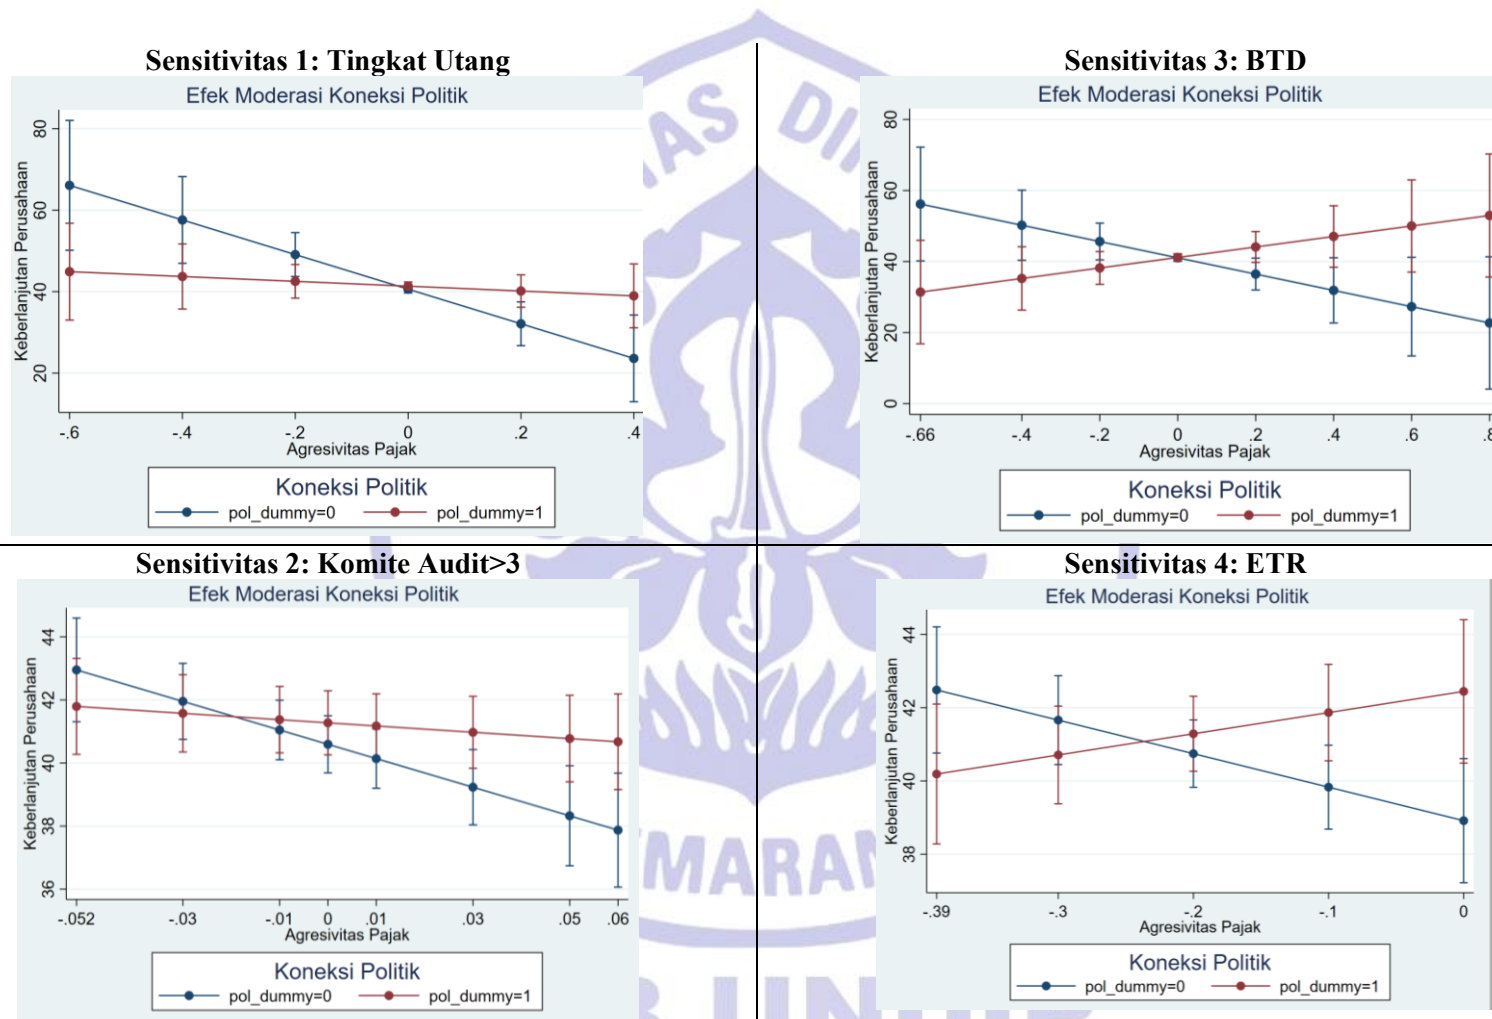 Sensitivitas 1: Tingkat Utang
Efek Moderasi Koneksi Politik
Keberlanjutan Perusahaan
80
60
40
20
-.6 -.4 -.2 0 .2 .4
Agresivitas Pajak
Koneksi Politik
pol_dummy=0 pol_dummy=1
Sensitivitas 3: BTD
Efek Moderasi Koneksi Politik
Keberlanjutan Perusahaan
80
60
40
20
0
-.66 -.4 -.2 0 .2 .4 .6 .8
Agresivitas Pajak
Koneksi Politik
pol_dummy=0 pol_dummy=1
Sensitivitas 2: Komite Audit>3
Efek Moderasi Koneksi Politik
Keberlanjutan Perusahaan
44
42
40
38
36
-.052 -.03 -.01 0 .01 .03 .05 .06
Agresivitas Pajak
Koneksi Politik
pol_dummy=0 pol_dummy=1
Sensitivitas 4: ETR
Efek Moderasi Koneksi Politik
Keberlanjutan Perusahaan
44
42
40
38
-.39 -.3 -.2 -.1 0
Agresivitas Pajak
Koneksi Politik
pol_dummy=0 pol_dummy=1